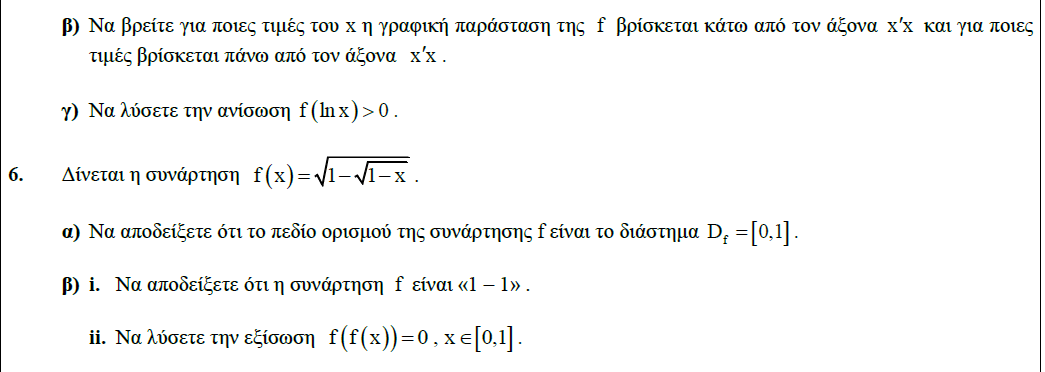 β) Να βρείτε για ποιες τιμές του x η γραφική παράσταση της f βρίσκεται κάτω από τον άξονα x′x και για ποιες
τιμές βρίσκεται πάνω από τον άξονα x′x .
γ) Να λύσετε την ανίσωση f(ln x) > 0 .
6. Δίνεται η συνάρτηση f(x) = √(1−√(1−x)) .
α) Να αποδείξετε ότι το πεδίο ορισμού της συνάρτησης f είναι το διάστημα D_f = [0,1] .
β) i. Να αποδείξετε ότι η συνάρτηση f είναι «1 – 1» .
ii. Να λύσετε την εξίσωση f(f(x)) = 0 , x ∈ [0,1] .